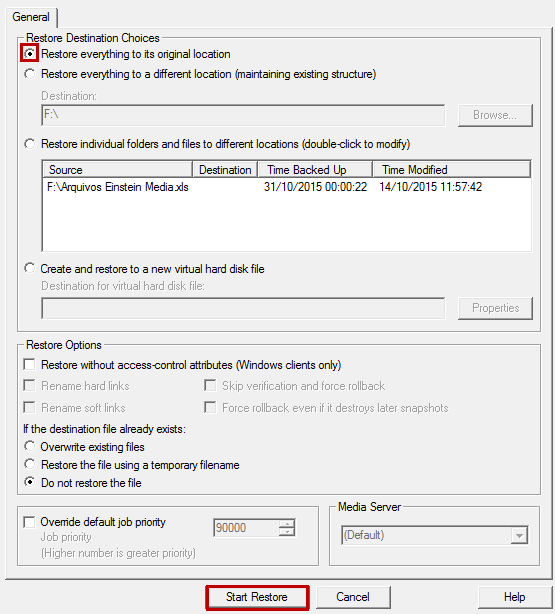 General
Restore Destination Choices
Restore everything to its original location
Restore everything to a different location (maintaining existing structure)
Destination:
F:\
Browse...
Restore individual folders and files to different locations (double-click to modify)
Source Destination Time Backed Up Time Modified
F:\Arquivos Einstein Media.xls 31/10/2015 00:00:22 14/10/2015 11:57:42
Create and restore to a new virtual hard disk file
Destination for virtual hard disk file:
Properties
Restore Options
Restore without access-control attributes (Windows clients only)
Rename hard links Skip verification and force rollback
Rename soft links Force rollback even if it destroys later snapshots
If the destination file already exists:
Overwrite existing files
Restore the file using a temporary filename
Do not restore the file
Override default job priority 90000
Job priority
(Higher number is greater priority)
Media Server
(Default)
Start Restore Cancel Help